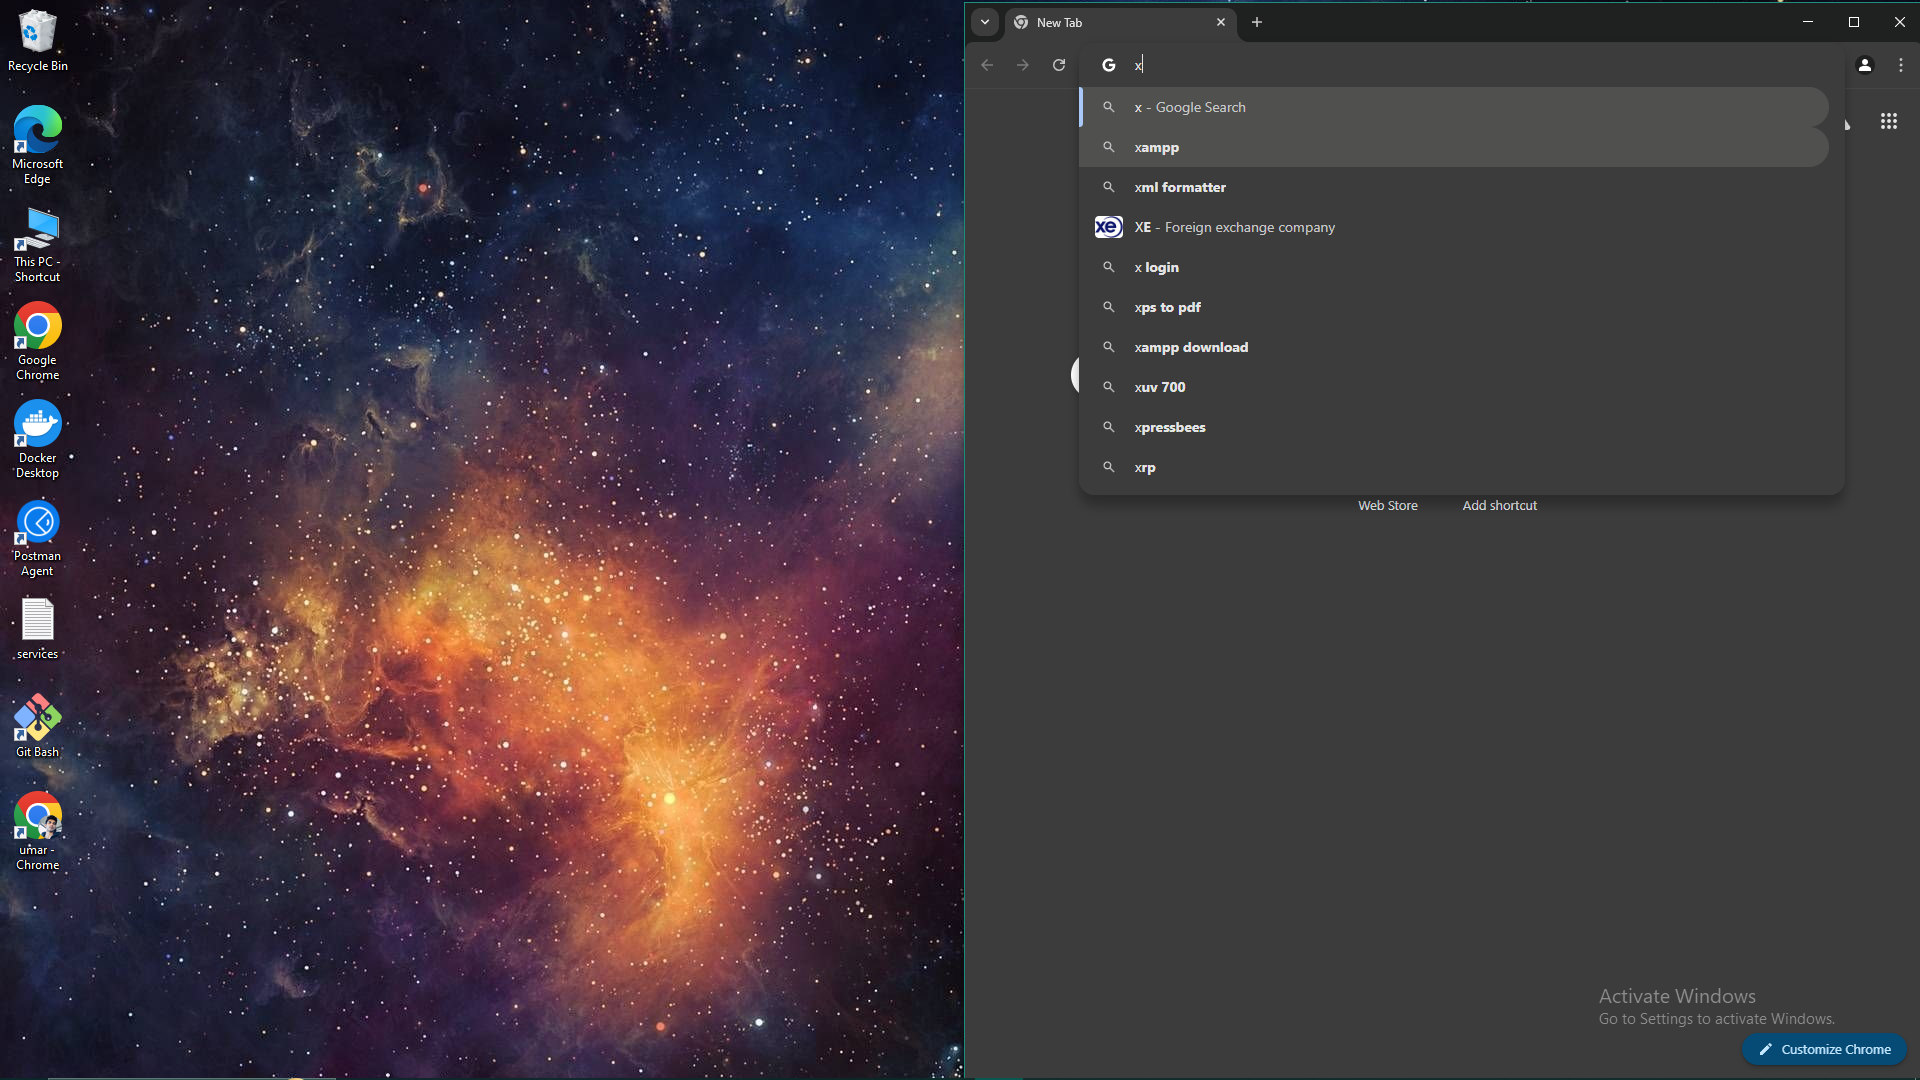 Recycle Bin
Microsoft
Edge
This PC -
Shortcut
Google
Chrome
Docker
Desktop
Postman
Agent
services
Git Bash
umar -
Chrome
New Tab
x
x - Google Search
xampp
xml formatter
xe XE - Foreign exchange company
x login
xps to pdf
xampp download
xuv 700
xpressbees
xrp
Web Store Add shortcut
Activate Windows
Go to Settings to activate Windows.
Customize Chrome